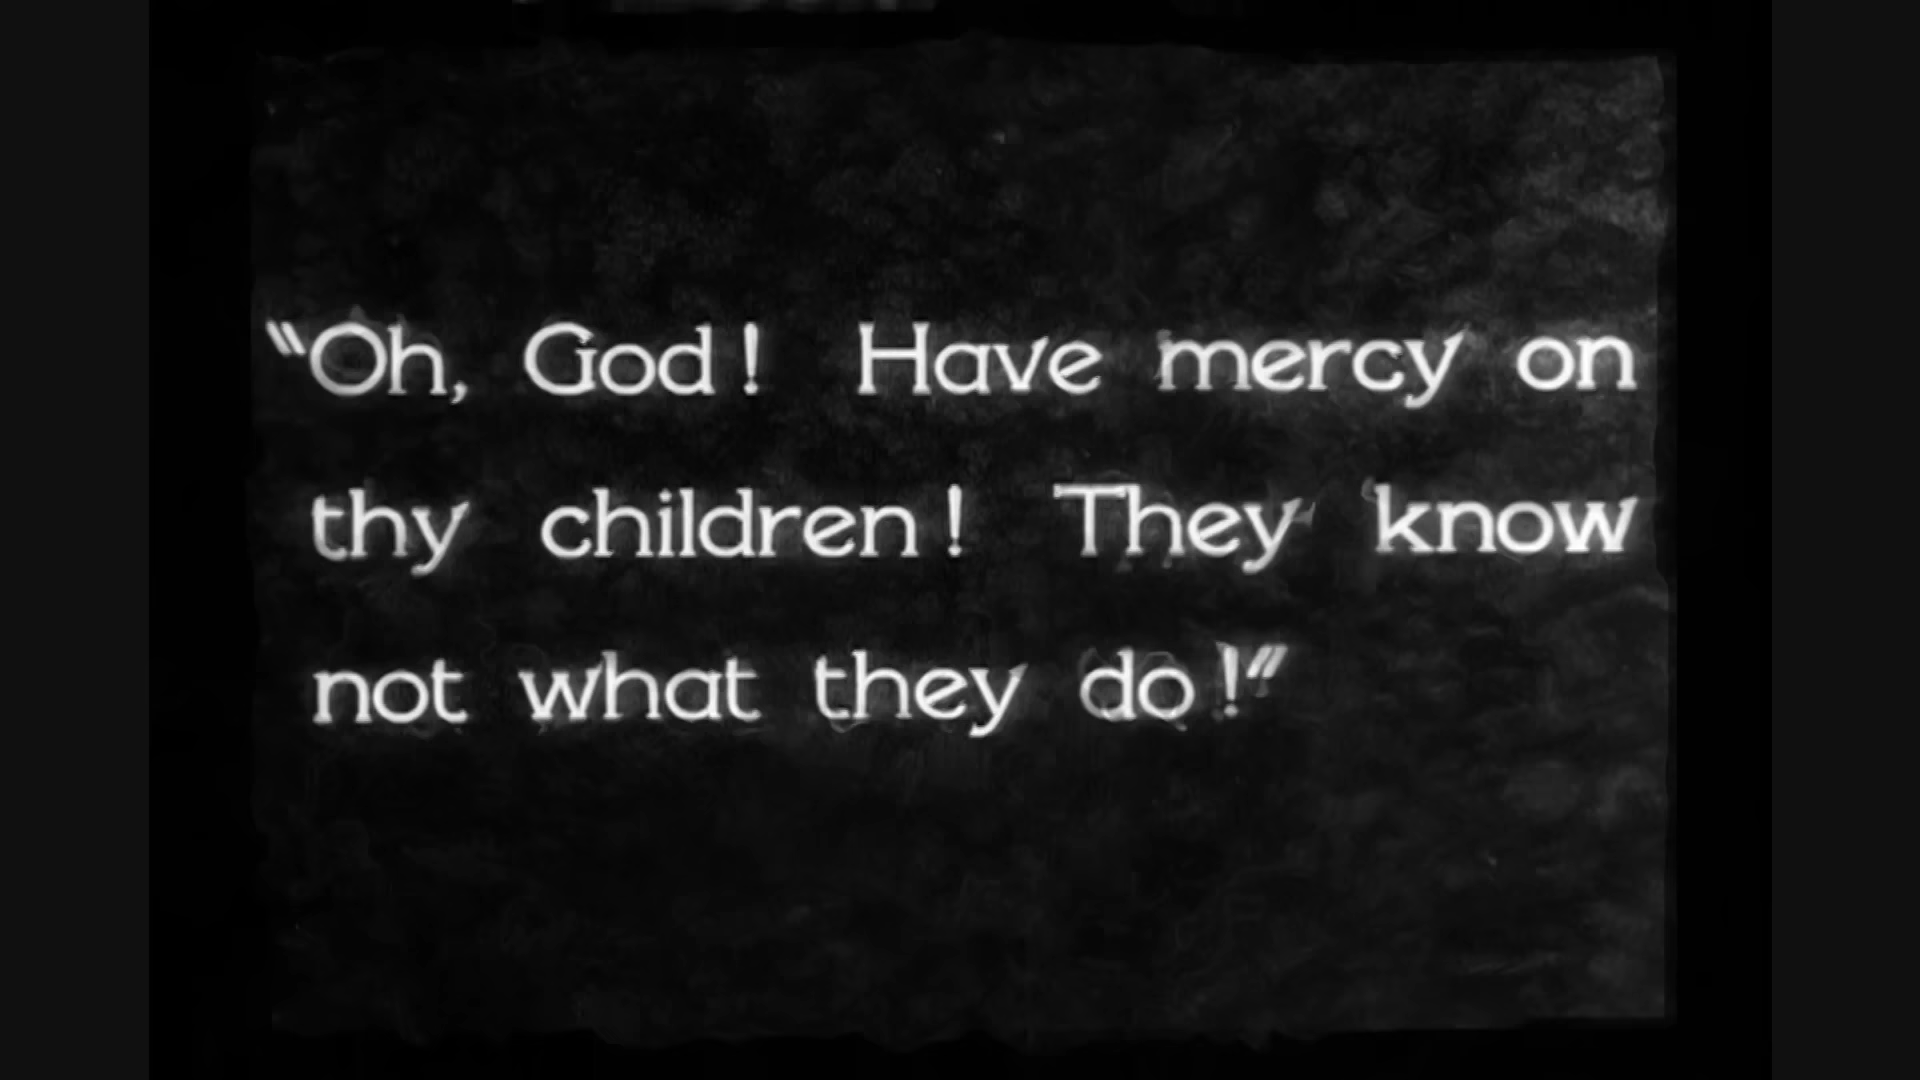 “Oh, God! Have mercy on
thy children! They know
not what they do!”